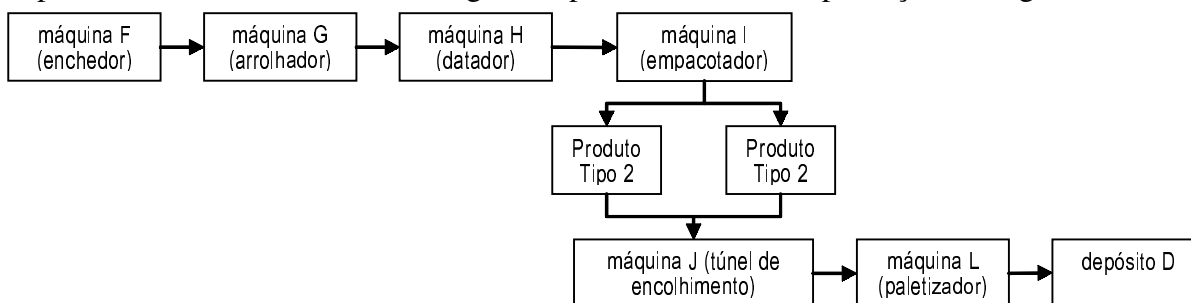 máquina F
(enchedor)
máquina G
(arrolhador)
máquina H
(datador)
máquina I
(empacotador)
Produto
Tipo 2
Produto
Tipo 2
máquina J (túnel de
encolhimento)
máquina L
(paletizador)
depósito D